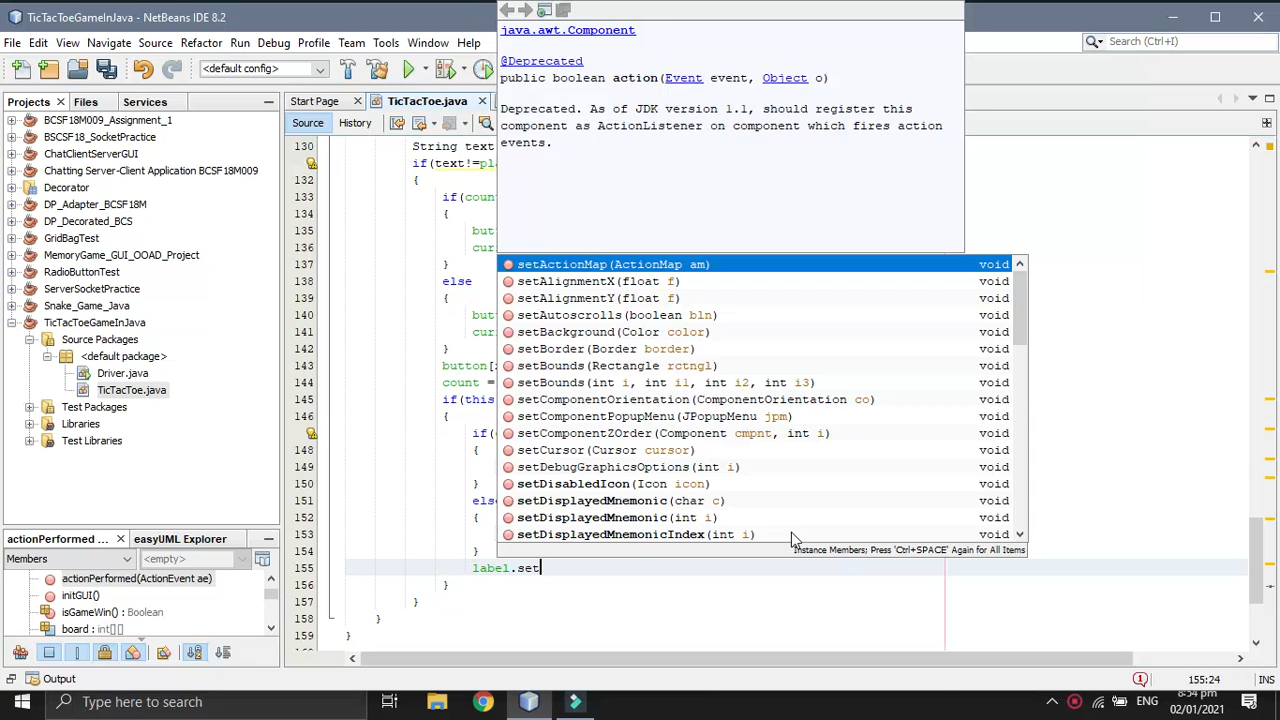 TicTacToeGameInJava - NetBeans IDE 8.2
File Edit View Navigate Source Refactor Run Debug Profile Team Tools Window Help
Search (Ctrl+I)
<default config>
Projects Files Services
Start Page TicTacToe.java
Source History
BCSF18M009_Assignment_1
BSCSF18_SocketPractice
ChatClientServerGUI
Chatting Server-Client Application BCSF18M009
Decorator
DP_Adapter_BCSF18M
DP_Decorated_BCS
GridBagTest
MemoryGame_GUI_OOAD_Project
RadioButtonTest
ServerSocketPractice
Snake_Game_Java
TicTacToeGameInJava
Source Packages
<default package>
Driver.java
TicTacToe.java
Test Packages
Libraries
Test Libraries
actionPerformed ... easyUML Explorer
Members <empty>
actionPerformed(ActionEvent ae)
initGUI()
isGameWin() : Boolean
board : int[][]
java.awt.Component
@Deprecated
public boolean action(Event event, Object o)
Deprecated. As of JDK version 1.1, should register this
component as ActionListener on component which fires action
events.
130 String text
if(text!=pla
132 {
133 if(coun
134 {
135 but
136 cur
137 }
138 else
139 {
140 but
141 cur
142 }
143 button[
144 count =
145 if(this
146 {
if(
148 {
150 }
151 else
152 {
153
154 }
155 label.set
156 }
157 }
158 }
159 }
setActionMap(ActionMap am) void
setAlignmentX(float f) void
setAlignmentY(float f) void
setAutoscrolls(boolean bln) void
setBackground(Color color) void
setBorder(Border border) void
setBounds(Rectangle rctngl) void
setBounds(int i, int i1, int i2, int i3) void
setComponentOrientation(ComponentOrientation co) void
setComponentPopupMenu(JPopupMenu jpm) void
setComponentZOrder(Component cmpnt, int i) void
setCursor(Cursor cursor) void
setDebugGraphicsOptions(int i) void
setDisabledIcon(Icon icon) void
setDisplayedMnemonic(char c) void
setDisplayedMnemonic(int i) void
setDisplayedMnemonicIndex(int i) void
Instance Members; Press 'Ctrl+SPACE' Again for All Items
Output
1 155:24 INS
Type here to search
ENG
8:54 pm
02/01/2021